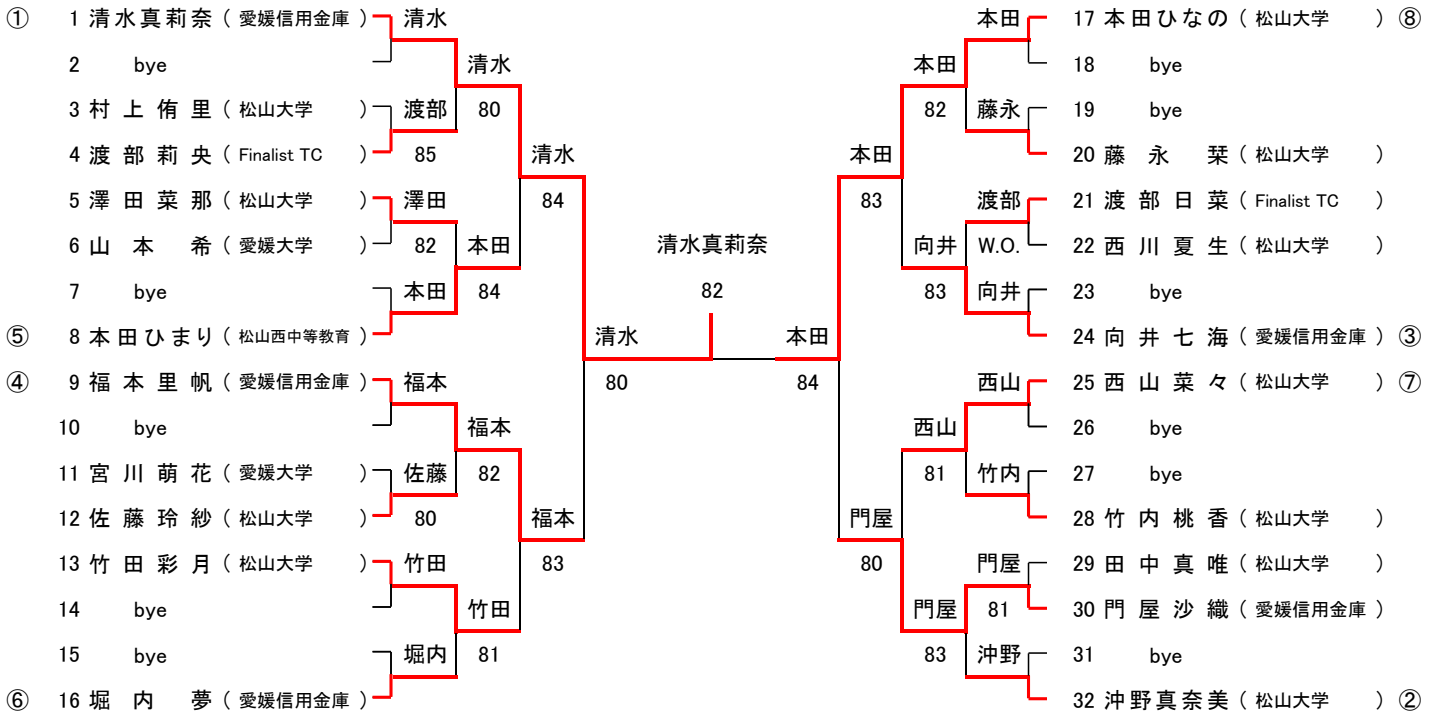 ① 1 清水真莉奈 ( 愛媛信用金庫 ) 清水 本田 17 本田ひなの ( 松山大学 ) ⑧
2 bye 清水 本田 18 bye
3 村上侑里 ( 松山大学 ) 渡部 80 82 藤永 19 bye
4 渡部莉央 ( Finalist TC ) 85 清水 本田 20 藤永栞 ( 松山大学 )
5 澤田菜那 ( 松山大学 ) 澤田 84 83 渡部 21 渡部日菜 ( Finalist TC )
6 山本希 ( 愛媛大学 ) 82 本田 清水真莉奈 向井 W.O. 22 西川夏生 ( 松山大学 )
7 bye 本田 84 82 83 向井 23 bye
⑤ 8 本田ひまり ( 松山西中等教育 ) 清水 本田 24 向井七海 ( 愛媛信用金庫 ) ③
④ 9 福本里帆 ( 愛媛信用金庫 ) 福本 80 84 西山 25 西山菜々 ( 松山大学 ) ⑦
10 bye 福本 西山 26 bye
11 宮川萌花 ( 愛媛大学 ) 佐藤 82 81 竹内 27 bye
12 佐藤玲紗 ( 松山大学 ) 80 福本 門屋 28 竹内桃香 ( 松山大学 )
13 竹田彩月 ( 松山大学 ) 竹田 83 80 門屋 29 田中真唯 ( 松山大学 )
14 bye 竹田 門屋 81 30 門屋沙織 ( 愛媛信用金庫 )
15 bye 堀内 81 83 沖野 31 bye
⑥ 16 堀内夢 ( 愛媛信用金庫 ) 32 沖野真奈美 ( 松山大学 ) ②